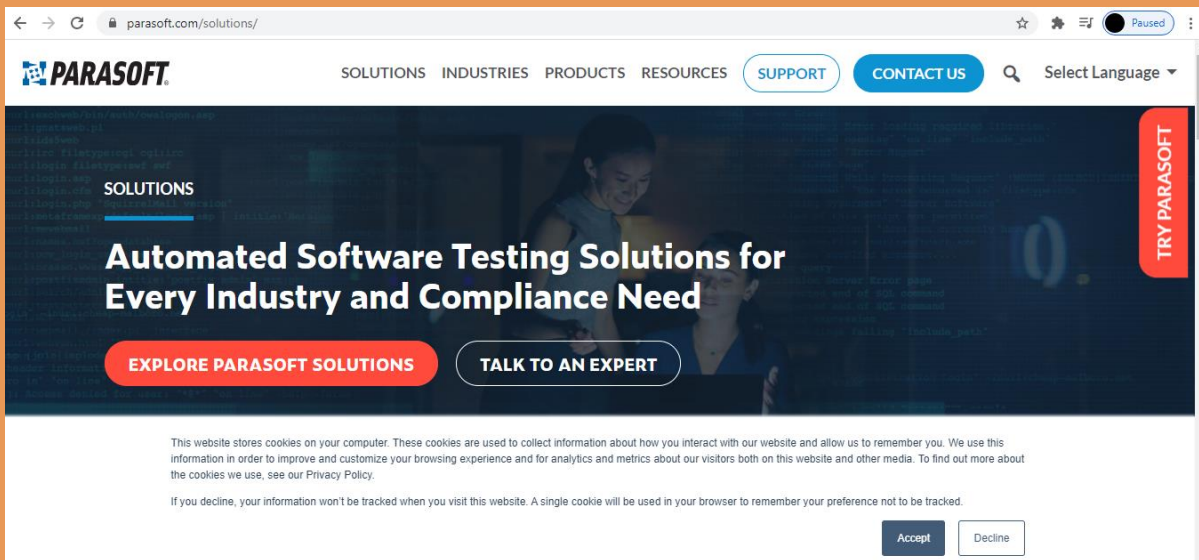 parasoft.com/solutions/
Paused
PARASOFT
SOLUTIONS INDUSTRIES PRODUCTS RESOURCES SUPPORT CONTACT US Select Language
TRY PARASOFT
SOLUTIONS
Automated Software Testing Solutions for
Every Industry and Compliance Need
EXPLORE PARASOFT SOLUTIONS TALK TO AN EXPERT
This website stores cookies on your computer. These cookies are used to collect information about how you interact with our website and allow us to remember you. We use this
information in order to improve and customize your browsing experience and for analytics and metrics about our visitors both on this website and other media. To find out more about
the cookies we use, see our Privacy Policy.
If you decline, your information won't be tracked when you visit this website. A single cookie will be used in your browser to remember your preference not to be tracked.
Accept Decline